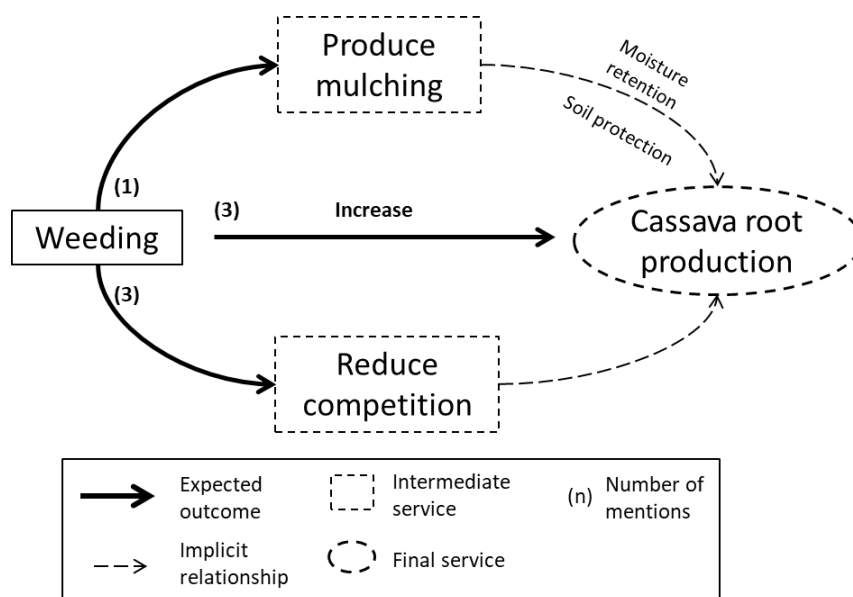 Produce
mulching
Moisture
retention
Soil protection
(1)
Weeding
(3)
Increase
Cassava root
production
(3)
Reduce
competition
Expected
outcome
Intermediate
service
(n)
Number of
mentions
Implicit
relationship
Final service